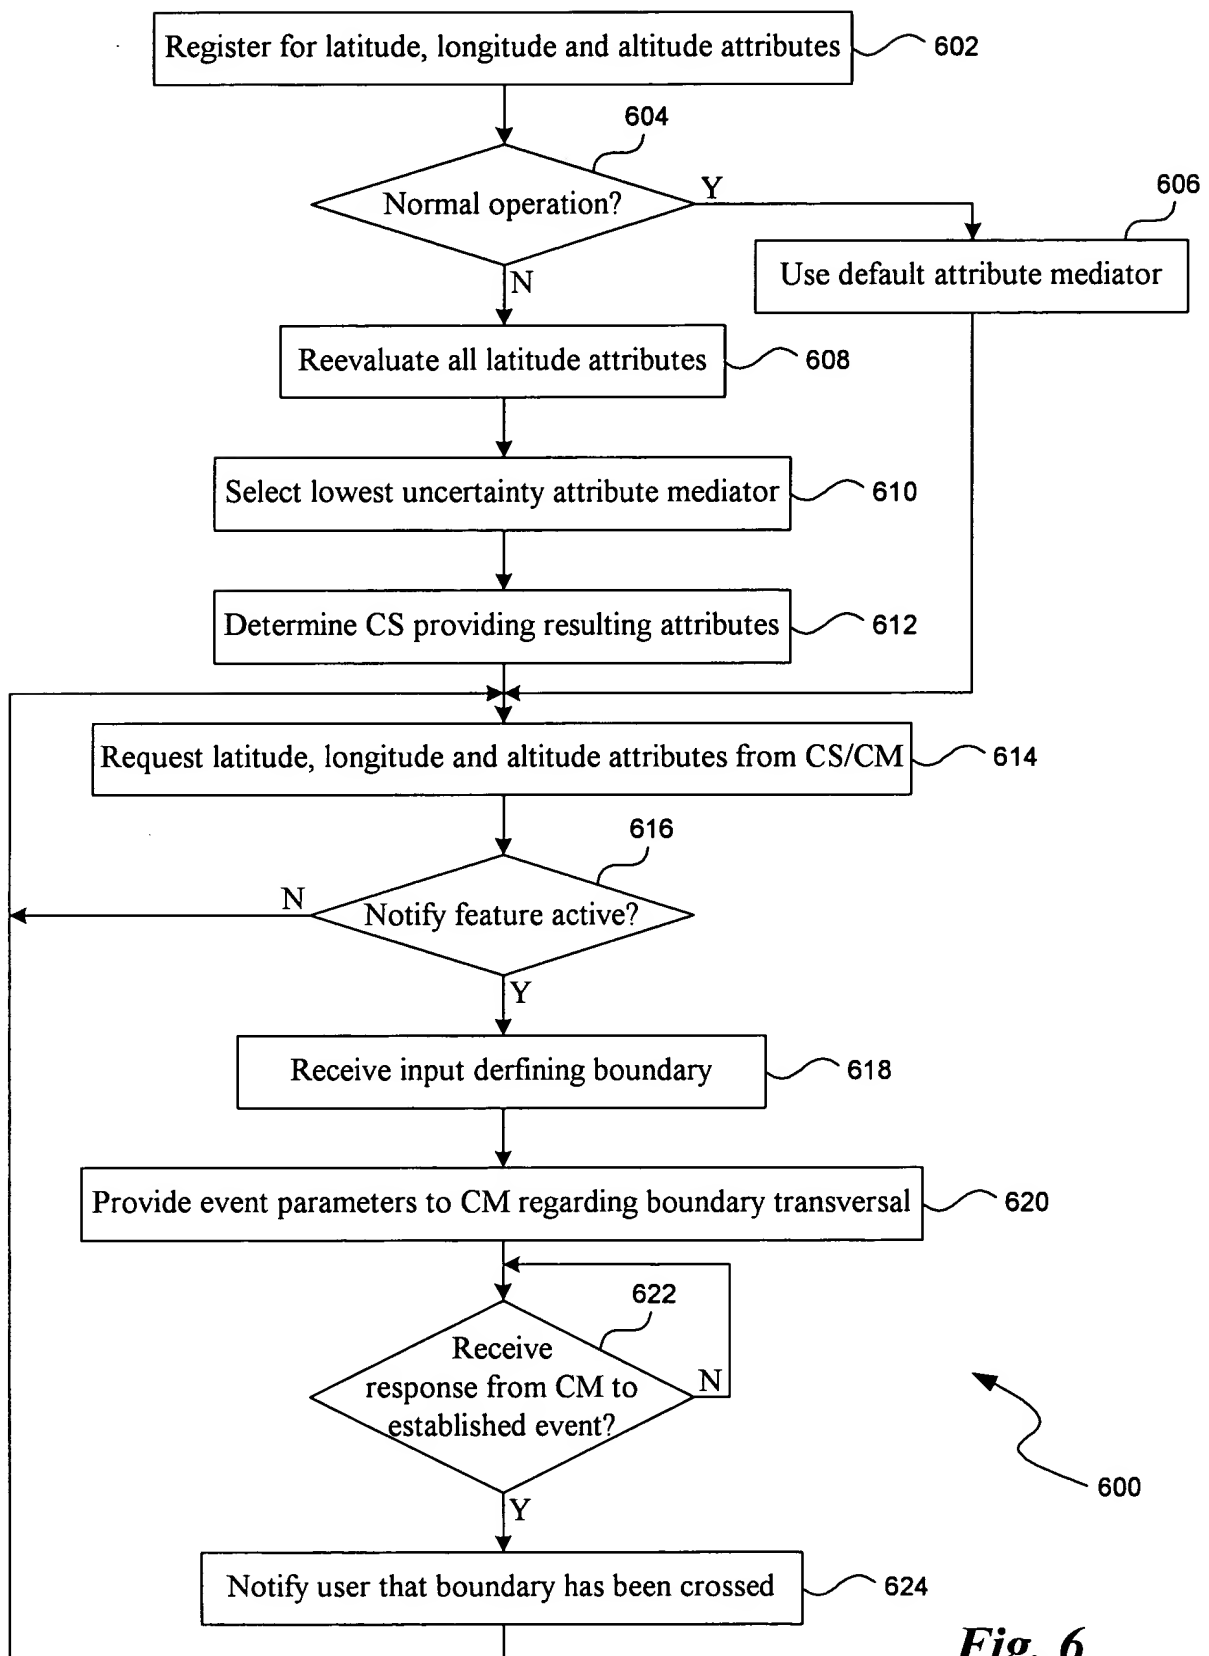 Register for latitude, longitude and altitude attributes
602
604
Normal operation?
Y
606
Use default attribute mediator
N
Reevaluate all latitude attributes
608
Select lowest uncertainty attribute mediator
610
Determine CS providing resulting attributes
612
Request latitude, longitude and altitude attributes from CS/CM
614
616
N
Notify feature active?
Y
Receive input derfining boundary
618
Provide event parameters to CM regarding boundary transversal
620
622
Receive
response from CM to
established event?
N
600
Y
Notify user that boundary has been crossed
624
Fig. 6